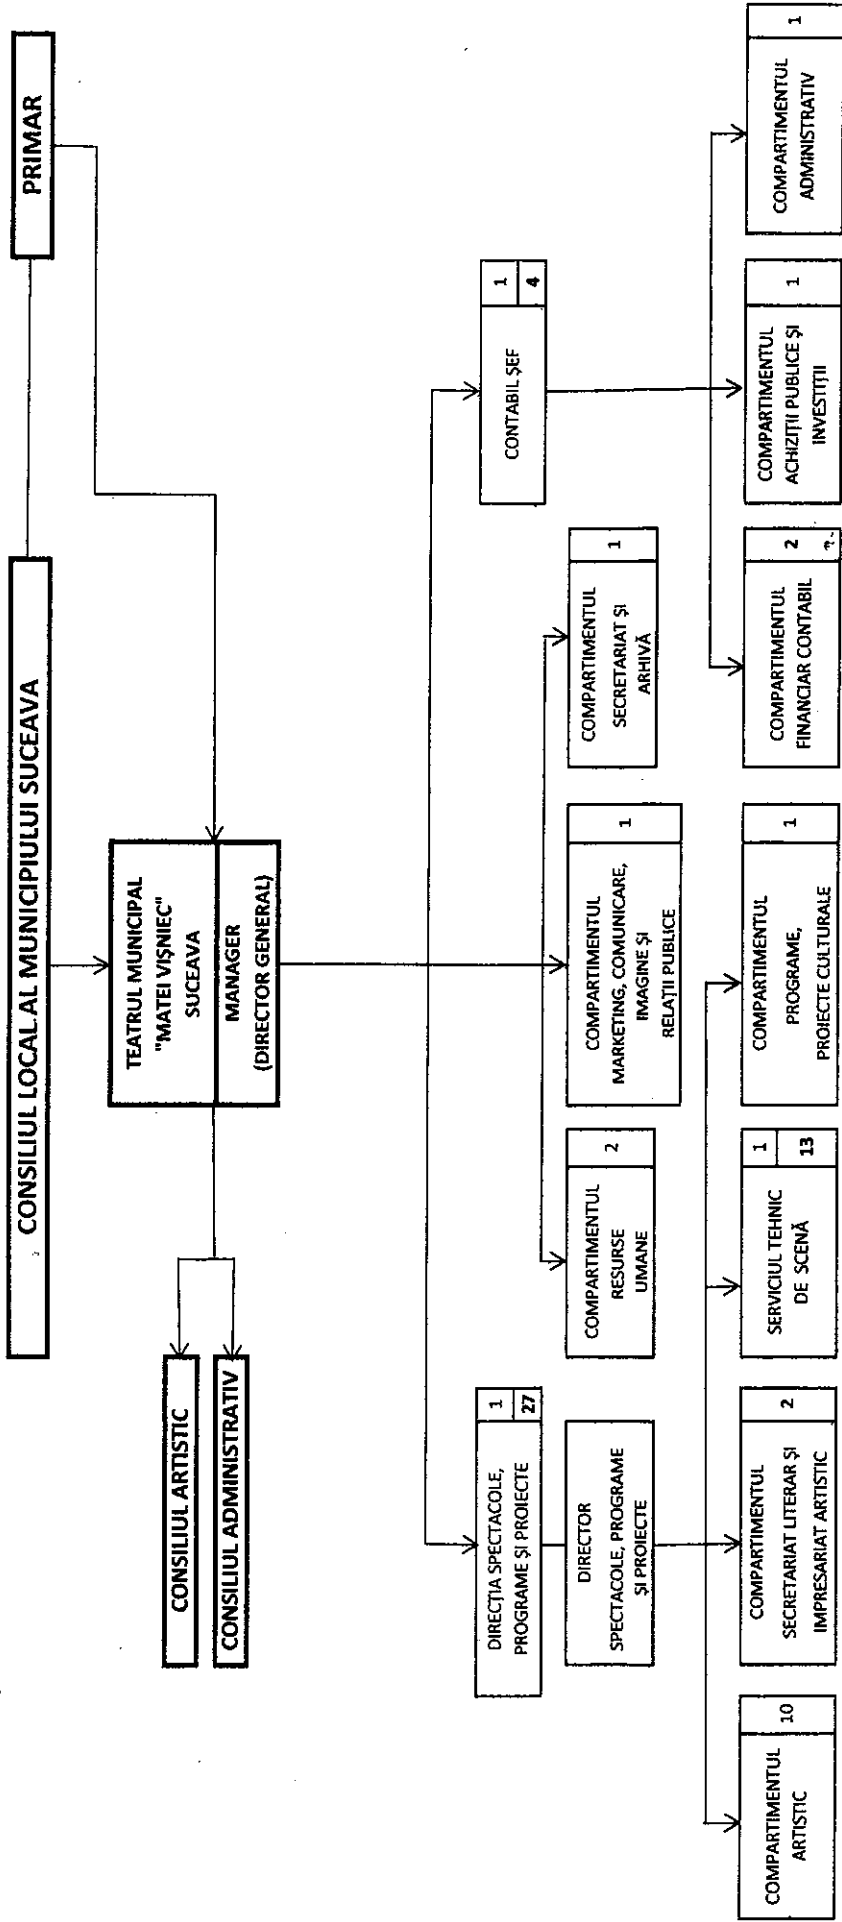 CONSILIUL LOCAL AL MUNICIPIULUI SUCEAVA
PRIMAR
TEATRUL MUNICIPAL
"MATEI VIȘNIEC"
SUCEAVA
MANAGER
(DIRECTOR GENERAL)
CONSILIUL ARTISTIC
CONSILIUL ADMINISTRATIV
DIRECȚIA SPECTACOLE,
PROGRAME ȘI PROIECTE
1
27
DIRECTOR
SPECTACOLE, PROGRAME
ȘI PROIECTE
CONTABIL ȘEF
1
4
COMPARTIMENTUL
RESURSE
UMANE
2
COMPARTIMENTUL
MARKETING, COMUNICARE,
IMAGINE ȘI
RELAȚII PUBLICE
1
COMPARTIMENTUL
SECRETARIAT ȘI
ARHIVĂ
1
COMPARTIMENTUL
ARTISTIC
10
COMPARTIMENTUL
SECRETARIAT LITERAR ȘI
IMPRESARIAT ARTISTIC
2
SERVICIUL TEHNIC
DE SCENĂ
1
13
COMPARTIMENTUL
PROGRAME,
PROIECTE CULTURALE
1
COMPARTIMENTUL
FINANCIAR CONTABIL
2
COMPARTIMENTUL
ACHIZIȚII PUBLICE ȘI
INVESTIȚII
1
COMPARTIMENTUL
ADMINISTRATIV
1